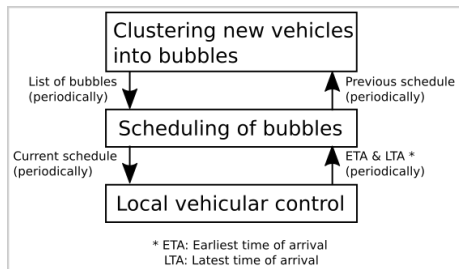 Clustering new vehicles
into bubbles
List of bubbles
(periodically)
Previous schedule
(periodically)
Scheduling of bubbles
Current schedule
(periodically)
ETA & LTA *
(periodically)
Local vehicular control
* ETA: Earliest time of arrival
LTA: Latest time of arrival